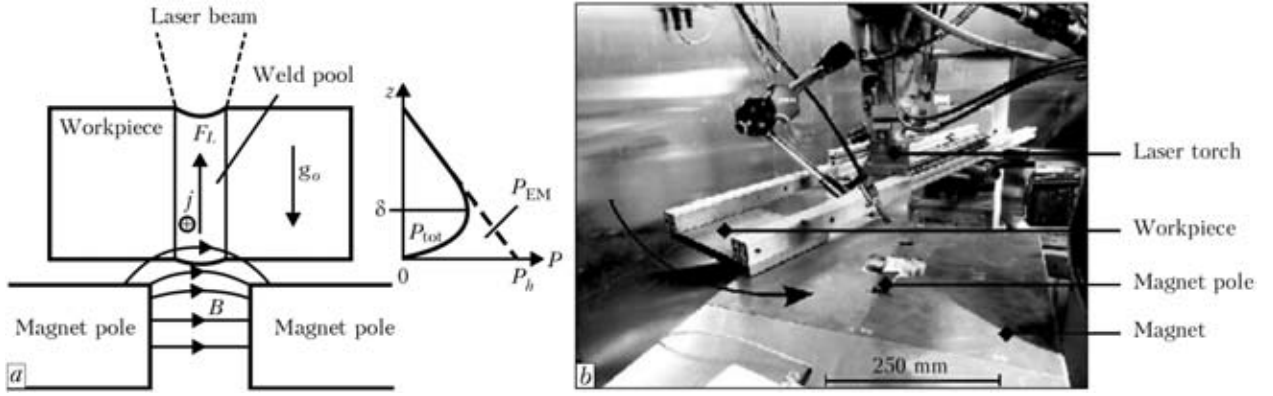 Laser beam
Weld pool
Workpiece
F_L
g_o
j
z
δ
P_EM
P_tot
0
P_h
P
B
Magnet pole
Magnet pole
a
Laser torch
Workpiece
Magnet pole
Magnet
250 mm
b